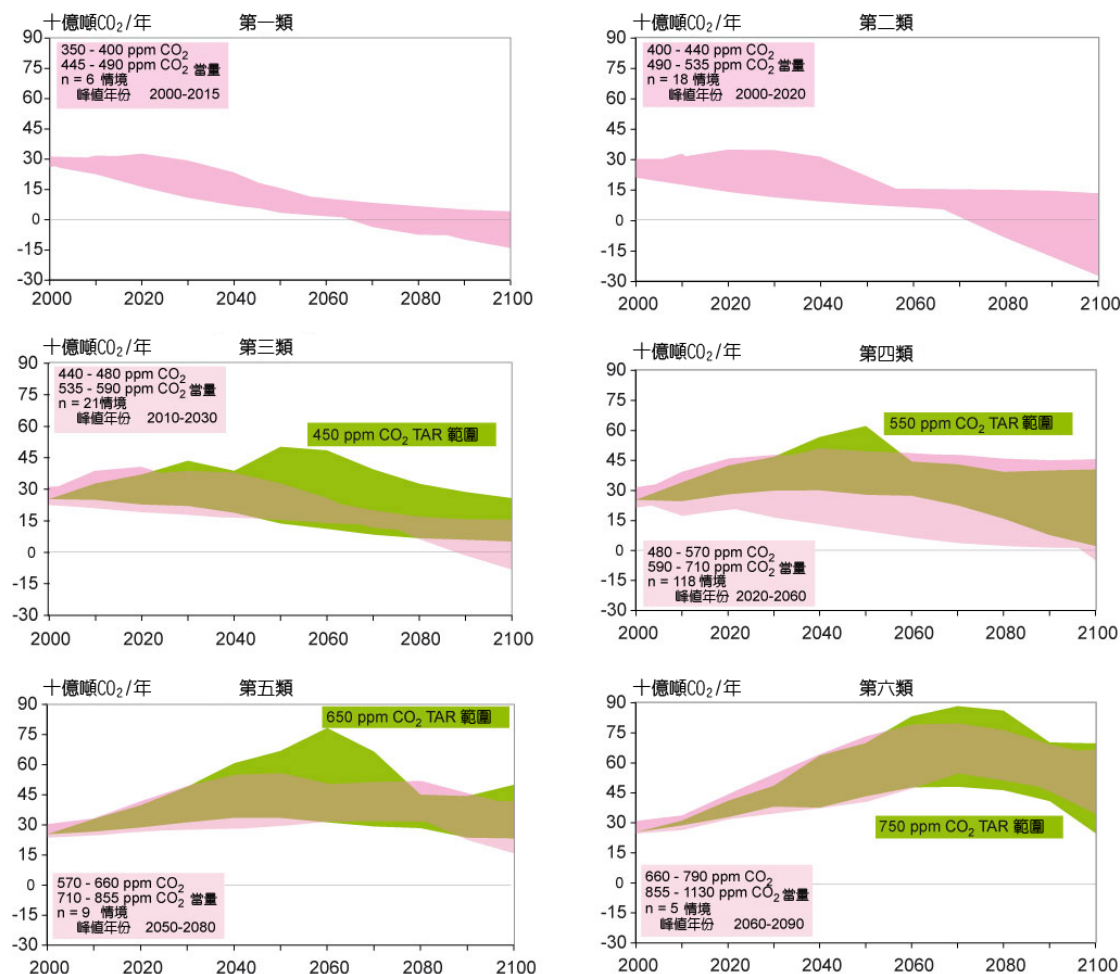 十億噸CO₂/年 第一類
90
75
60
45
30
15
0
-15
-30
350 - 400 ppm CO₂
445 - 490 ppm CO₂ 當量
n = 6 情境
峰值年份 2000-2015
2000 2020 2040 2060 2080 2100
十億噸CO₂/年 第二類
90
75
60
45
30
15
0
-15
-30
400 - 440 ppm CO₂
490 - 535 ppm CO₂ 當量
n = 18 情境
峰值年份 2000-2020
2000 2020 2040 2060 2080 2100
十億噸CO₂/年 第三類
90
75
60
45
30
15
0
-15
-30
440 - 480 ppm CO₂
535 - 590 ppm CO₂ 當量
n = 21情境
峰值年份 2010-2030
450 ppm CO₂ TAR 範圍
2000 2020 2040 2060 2080 2100
十億噸CO₂/年 第四類
90
75
60
45
30
15
0
-15
-30
550 ppm CO₂ TAR 範圍
480 - 570 ppm CO₂
590 - 710 ppm CO₂ 當量
n = 118 情境
峰值年份 2020-2060
2000 2020 2040 2060 2080 2100
十億噸CO₂/年 第五類
90
75
60
45
30
15
0
-15
-30
650 ppm CO₂ TAR 範圍
570 - 660 ppm CO₂
710 - 855 ppm CO₂ 當量
n = 9 情境
峰值年份 2050-2080
2000 2020 2040 2060 2080 2100
十億噸CO₂/年 第六類
90
75
60
45
30
15
0
-15
-30
750 ppm CO₂ TAR 範圍
660 - 790 ppm CO₂
855 - 1130 ppm CO₂ 當量
n = 5 情境
峰值年份 2060-2090
2000 2020 2040 2060 2080 2100